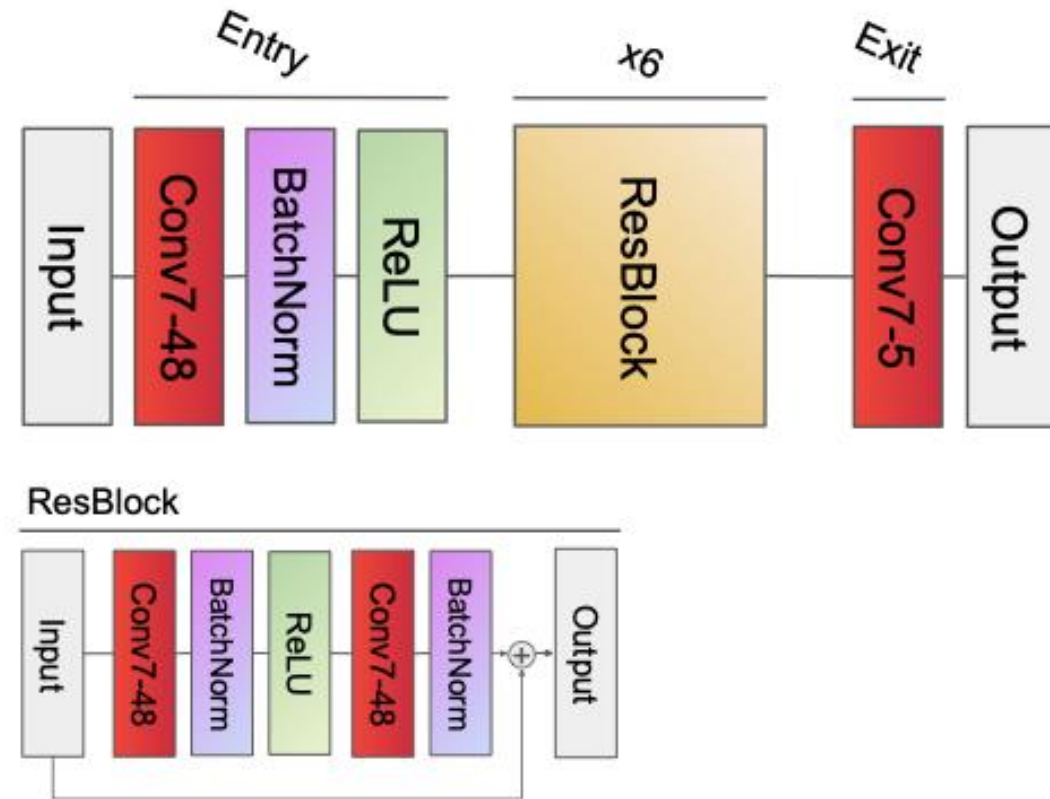 Entry
x6
Exit
Input
Conv7-48
BatchNorm
ReLU
ResBlock
Conv7-5
Output
ResBlock
Input
Conv7-48
BatchNorm
ReLU
Conv7-48
BatchNorm
+
Output